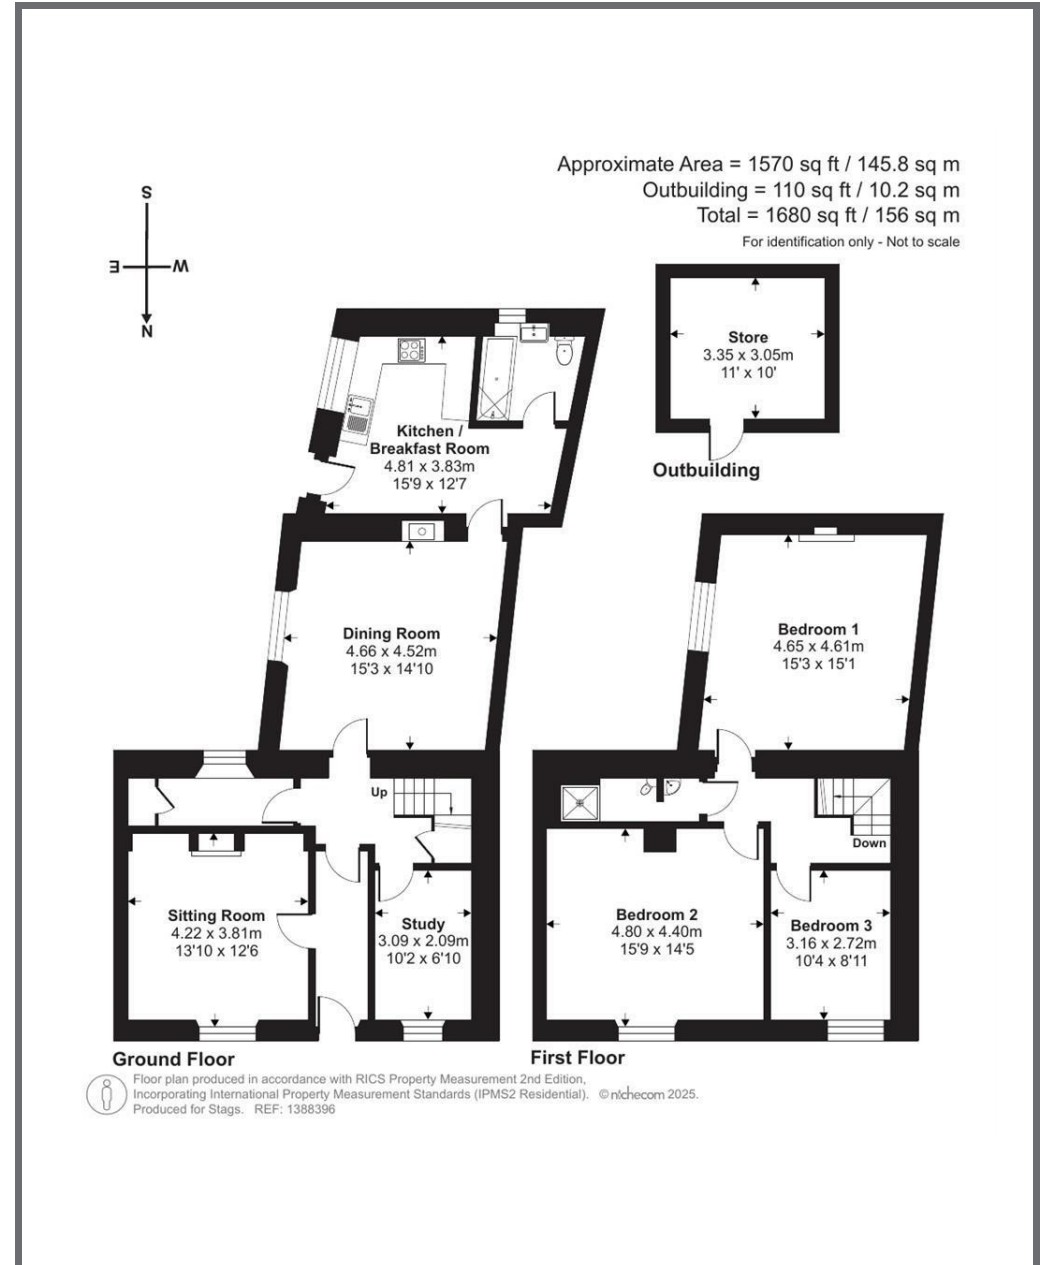 Approximate Area = 1570 sq ft / 145.8 sq m
Outbuilding = 110 sq ft / 10.2 sq m
Total = 1680 sq ft / 156 sq m
For identification only - Not to scale
S
E W
N
Store
3.35 x 3.05m
11' x 10'
Outbuilding
Kitchen /
Breakfast Room
4.81 x 3.83m
15'9 x 12'7
Dining Room
4.66 x 4.52m
15'3 x 14'10
Bedroom 1
4.65 x 4.61m
15'3 x 15'1
Up
Down
Sitting Room
4.22 x 3.81m
13'10 x 12'6
Study
3.09 x 2.09m
10'2 x 6'10
Bedroom 2
4.80 x 4.40m
15'9 x 14'5
Bedroom 3
3.16 x 2.72m
10'4 x 8'11
Ground Floor
First Floor
Floor plan produced in accordance with RICS Property Measurement 2nd Edition,
Incorporating International Property Measurement Standards (IPMS2 Residential). © nichecom 2025.
Produced for Stags. REF: 1388396